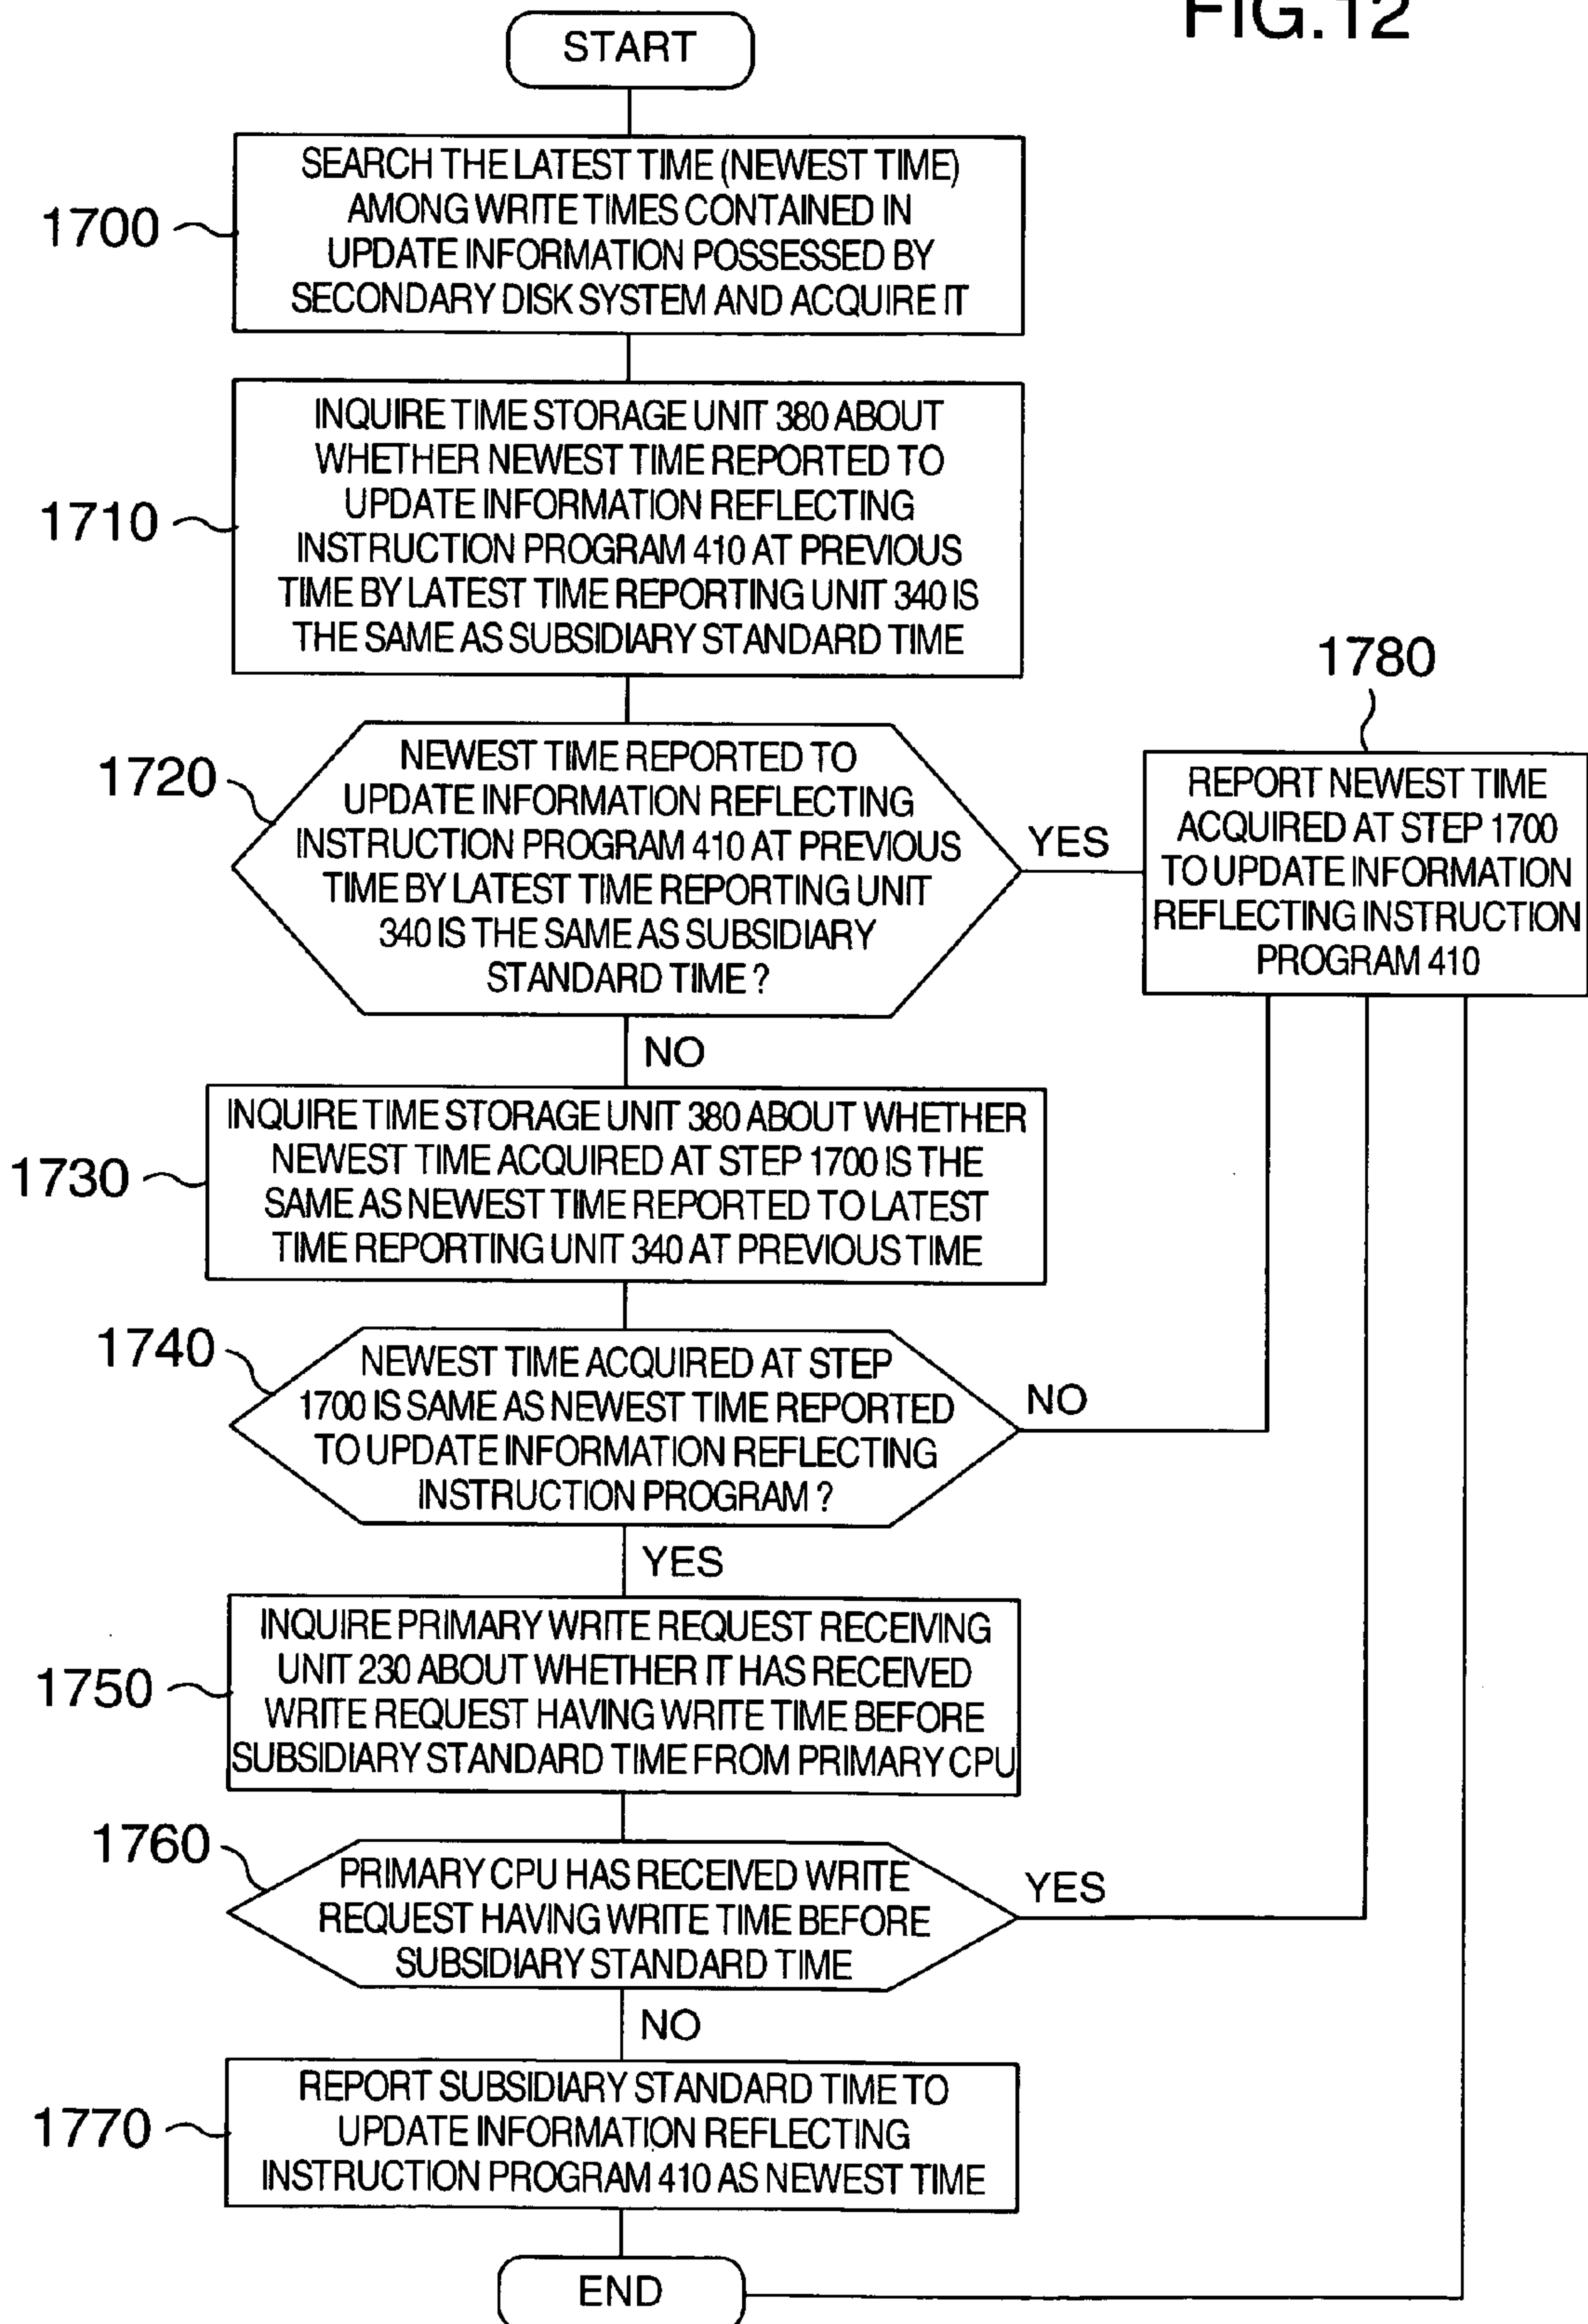 FIG.12
START
1700
SEARCH THE LATEST TIME (NEWEST TIME)
AMONG WRITE TIMES CONTAINED IN
UPDATE INFORMATION POSSESSED BY
SECONDARY DISK SYSTEM AND ACQUIRE IT
1710
INQUIRE TIME STORAGE UNIT 380 ABOUT
WHETHER NEWEST TIME REPORTED TO
UPDATE INFORMATION REFLECTING
INSTRUCTION PROGRAM 410 AT PREVIOUS
TIME BY LATEST TIME REPORTING UNIT 340 IS
THE SAME AS SUBSIDIARY STANDARD TIME
1720
NEWEST TIME REPORTED TO
UPDATE INFORMATION REFLECTING
INSTRUCTION PROGRAM 410 AT PREVIOUS
TIME BY LATEST TIME REPORTING UNIT
340 IS THE SAME AS SUBSIDIARY
STANDARD TIME ?
YES
1780
REPORT NEWEST TIME
ACQUIRED AT STEP 1700
TO UPDATE INFORMATION
REFLECTING INSTRUCTION
PROGRAM 410
NO
1730
INQUIRE TIME STORAGE UNIT 380 ABOUT WHETHER
NEWEST TIME ACQUIRED AT STEP 1700 IS THE
SAME AS NEWEST TIME REPORTED TO LATEST
TIME REPORTING UNIT 340 AT PREVIOUS TIME
1740
NEWEST TIME ACQUIRED AT STEP
1700 IS SAME AS NEWEST TIME REPORTED
TO UPDATE INFORMATION REFLECTING
INSTRUCTION PROGRAM ?
NO
YES
1750
INQUIRE PRIMARY WRITE REQUEST RECEIVING
UNIT 230 ABOUT WHETHER IT HAS RECEIVED
WRITE REQUEST HAVING WRITE TIME BEFORE
SUBSIDIARY STANDARD TIME FROM PRIMARY CPU
1760
PRIMARY CPU HAS RECEIVED WRITE
REQUEST HAVING WRITE TIME BEFORE
SUBSIDIARY STANDARD TIME
YES
NO
1770
REPORT SUBSIDIARY STANDARD TIME TO
UPDATE INFORMATION REFLECTING
INSTRUCTION PROGRAM 410 AS NEWEST TIME
END